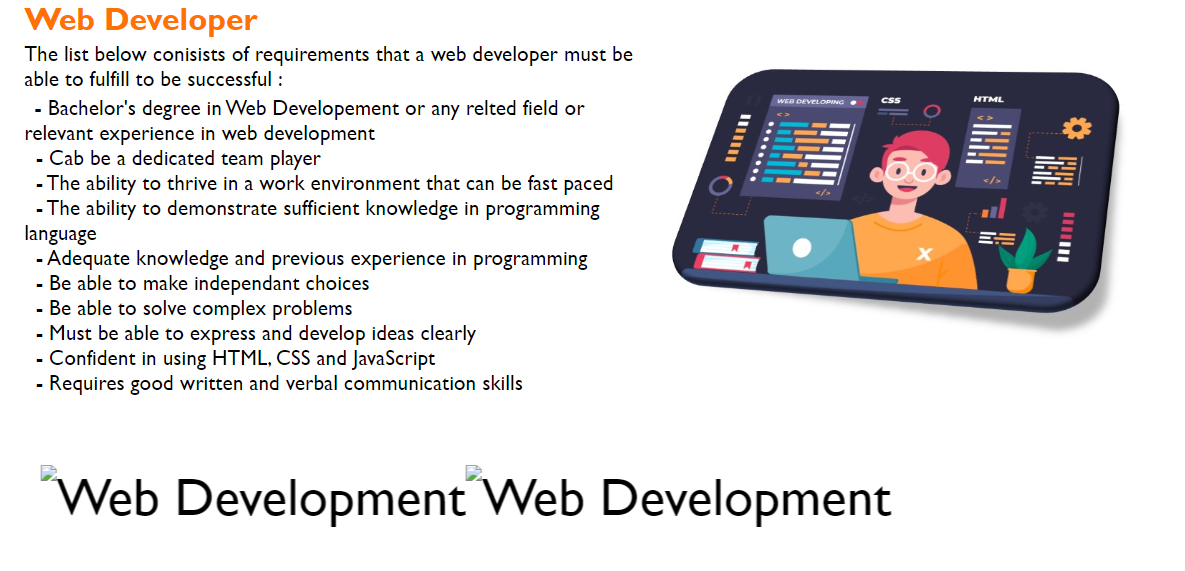 Web Developer
The list below conisists of requirements that a web developer must be
able to fulfill to be successful :
- Bachelor's degree in Web Developement or any relted field or
relevant experience in web development
- Cab be a dedicated team player
- The ability to thrive in a work environment that can be fast paced
- The ability to demonstrate sufficient knowledge in programming
language
- Adequate knowledge and previous experience in programming
- Be able to make independant choices
- Be able to solve complex problems
- Must be able to express and develop ideas clearly
- Confident in using HTML, CSS and JavaScript
- Requires good written and verbal communication skills
WEB DEVELOPING
CSS
HTML
< >
< >
</>
</>
</>
X
Web Development Web Development